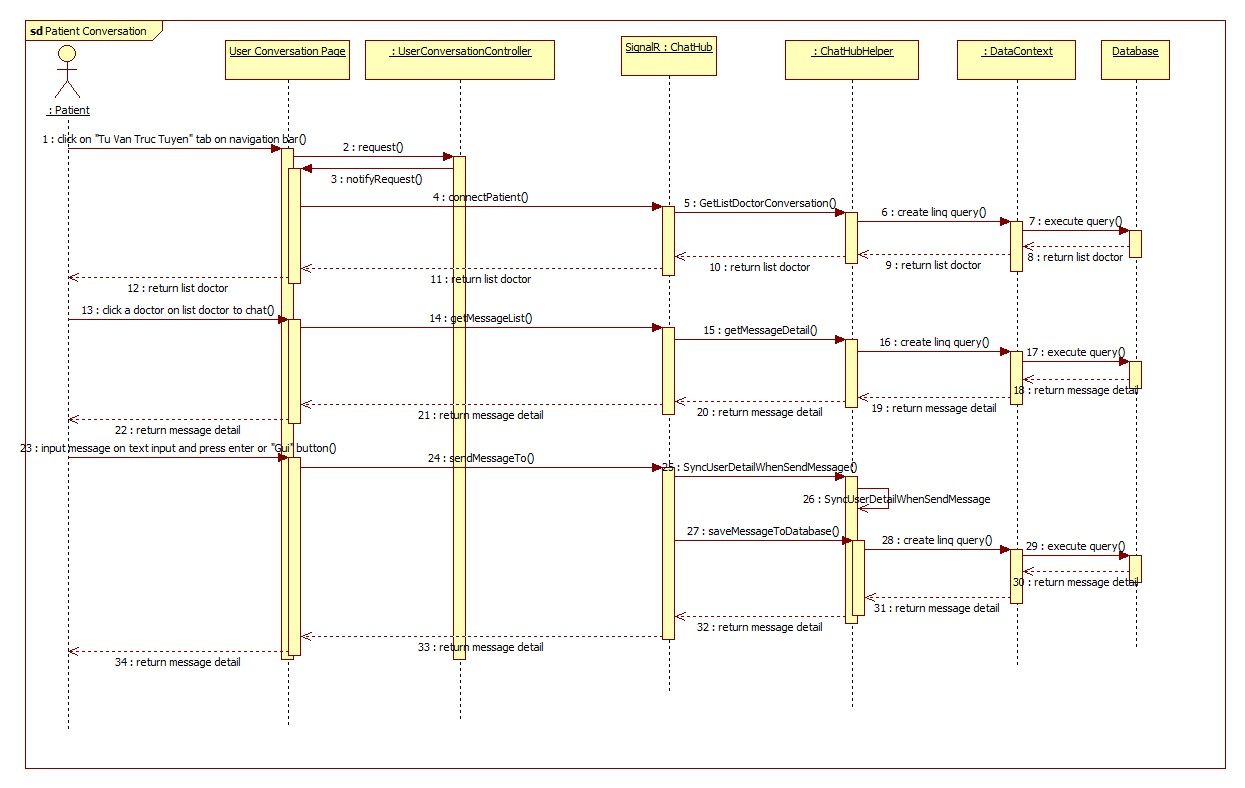 sd Patient Conversation
User Conversation Page
: UserConversationController
SignalR : ChatHub
: ChatHubHelper
: DataContext
Database
: Patient
1 : click on "Tu Van Truc Tuyen" tab on navigation bar()
2 : request()
3 : notifyRequest()
4 : connectPatient()
5 : GetListDoctorConversation()
6 : create linq query()
7 : execute query()
8 : return list doctor
9 : return list doctor
10 : return list doctor
11 : return list doctor
12 : return list doctor
13 : click a doctor on list doctor to chat()
14 : getMessageList()
15 : getMessageDetail()
16 : create linq query()
17 : execute query()
18 : return message detail
19 : return message detail
20 : return message detail
21 : return message detail
22 : return message detail
23 : input message on text input and press enter or "Gui" button()
24 : sendMessageTo()
25 : SyncUserDetailWhenSendMessage()
26 : SyncUserDetailWhenSendMessage
27 : saveMessageToDatabase()
28 : create linq query()
29 : execute query()
30 : return message detail
31 : return message detail
32 : return message detail
33 : return message detail
34 : return message detail